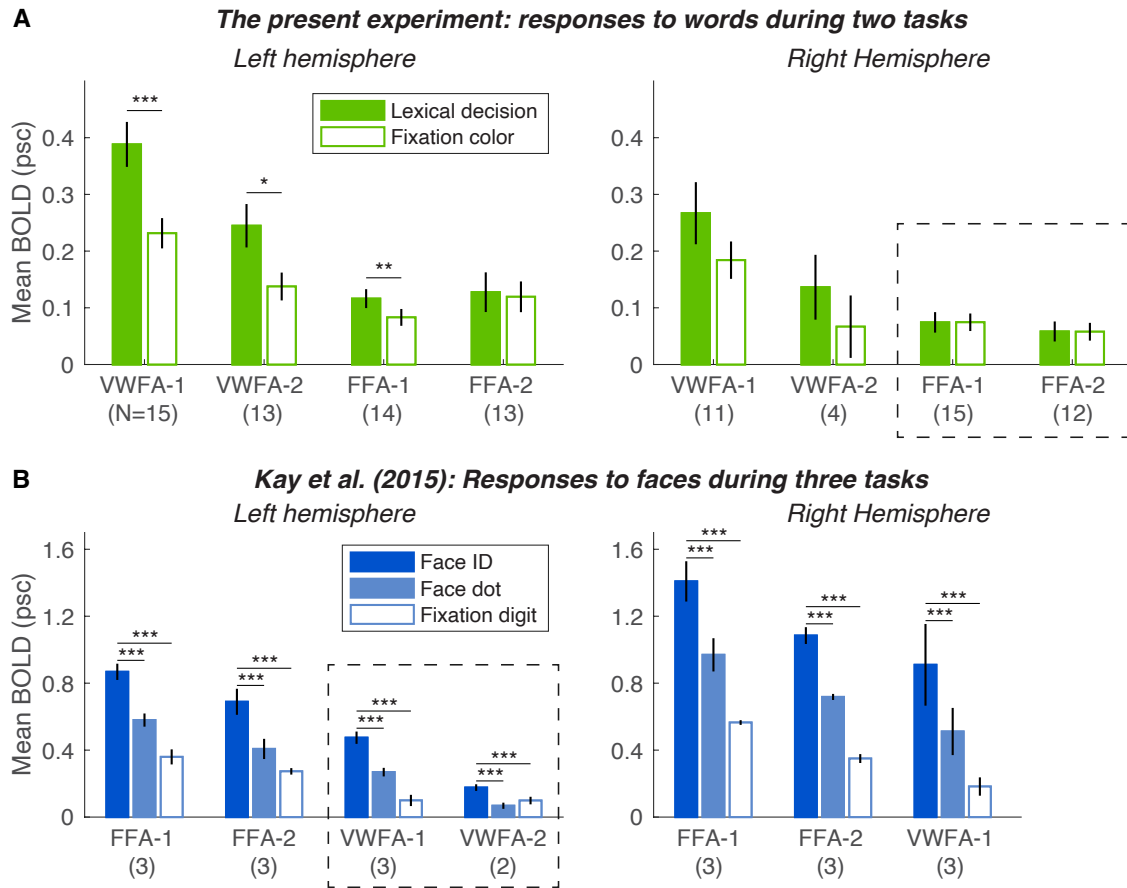 A
The present experiment: responses to words during two tasks
Left hemisphere
Right Hemisphere
Mean BOLD (psc)
0.4
0.3
0.2
0.1
0
***
*
**
Lexical decision
Fixation color
VWFA-1 VWFA-2 FFA-1 FFA-2
(N=15) (13) (14) (13)
0.4
0.3
0.2
0.1
0
VWFA-1 VWFA-2 FFA-1 FFA-2
(11) (4) (15) (12)
B
Kay et al. (2015): Responses to faces during three tasks
Left hemisphere
Right Hemisphere
Mean BOLD (psc)
1.6
1.2
0.8
0.4
0
Face ID
Face dot
Fixation digit
***
***
***
***
***
***
***
***
FFA-1 FFA-2 VWFA-1 VWFA-2
(3) (3) (3) (2)
1.6
1.2
0.8
0.4
0
***
***
***
***
***
***
FFA-1 FFA-2 VWFA-1
(3) (3) (3)